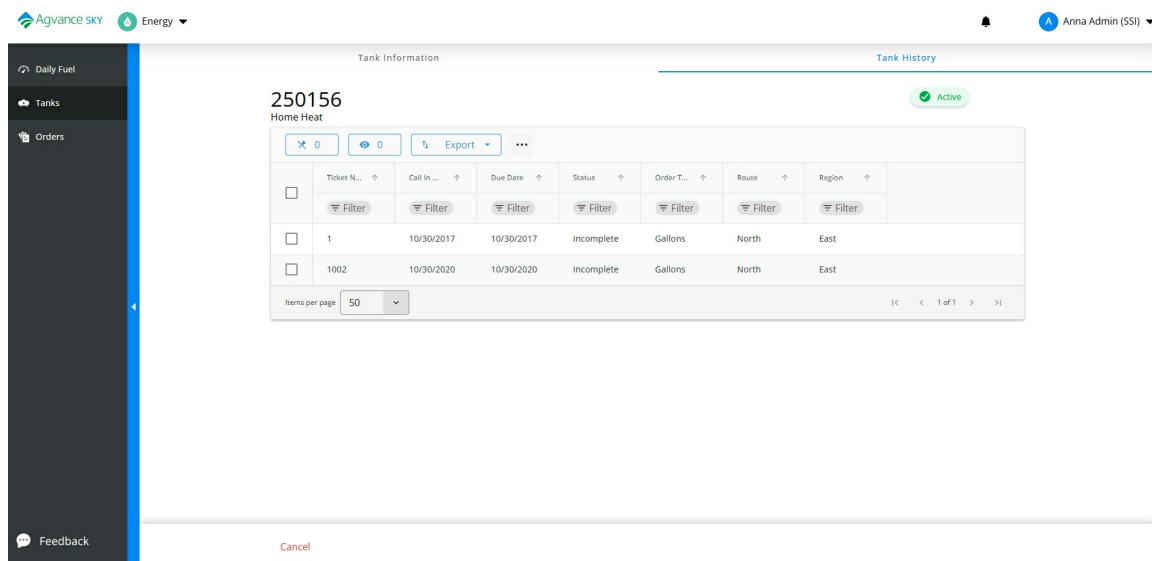 Agvance SKY Energy Anna Admin (SSI)
A
Daily Fuel
Tanks
Orders
Feedback
Tank Information Tank History
250156 Active
Home Heat
0 0 Export ...
Ticket N... Call In ... Due Date Status Order T... Route Region
Filter Filter Filter Filter Filter Filter Filter
1 10/30/2017 10/30/2017 Incomplete Gallons North East
1002 10/30/2020 10/30/2020 Incomplete Gallons North East
Items per page 50 1 of 1
Cancel